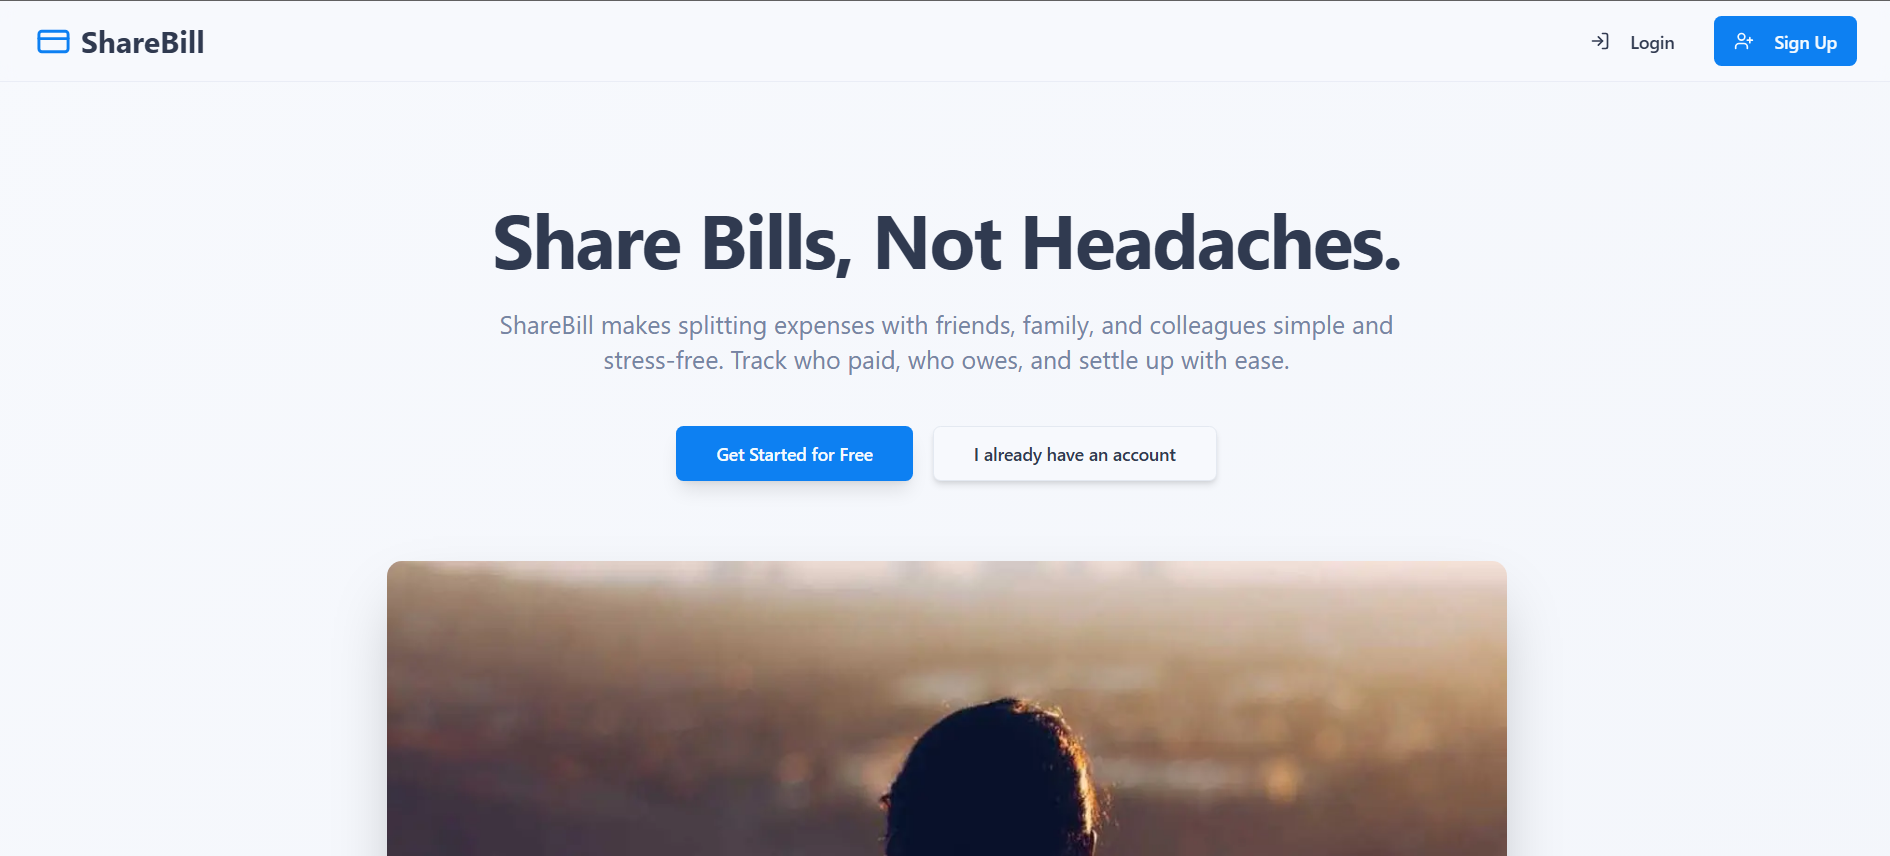 ShareBill
Login
Sign Up
Share Bills, Not Headaches.
ShareBill makes splitting expenses with friends, family, and colleagues simple and
stress-free. Track who paid, who owes, and settle up with ease.
Get Started for Free
I already have an account